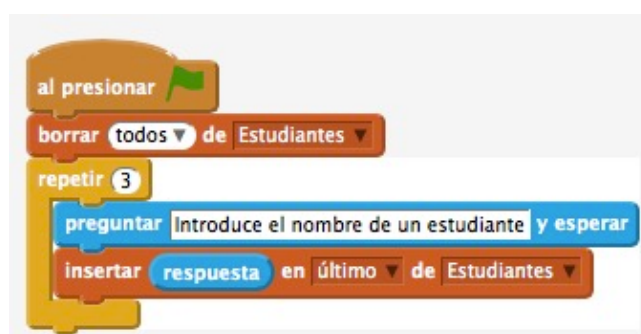 al presionar
borrar todos de Estudiantes
repetir 3
preguntar Introduce el nombre de un estudiante y esperar
insertar respuesta en último de Estudiantes